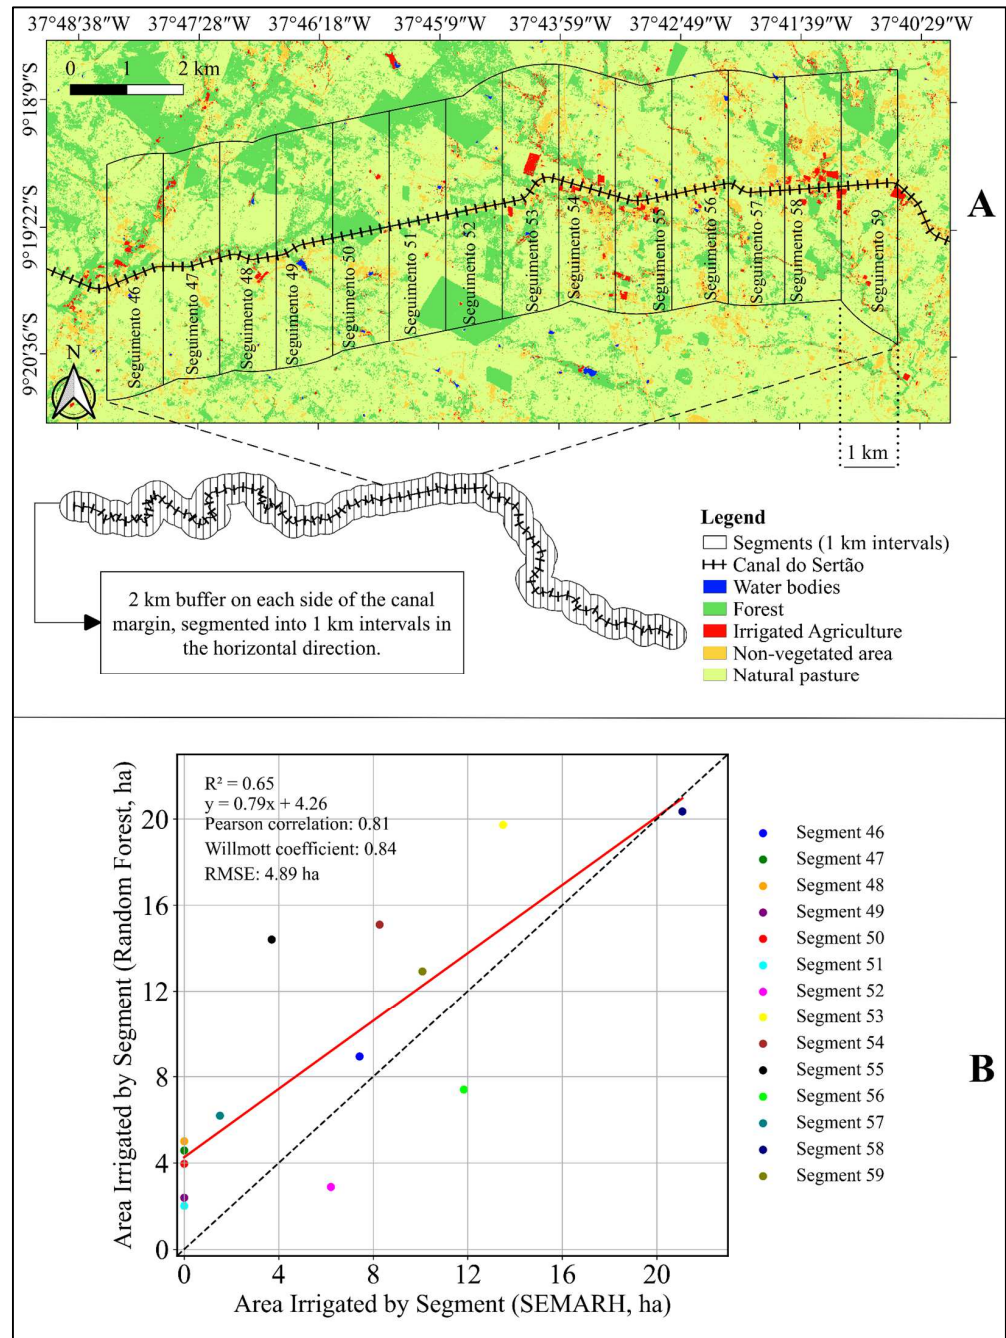 37°48'38"W 37°47'28"W 37°46'18"W 37°45'9"W 37°43'59"W 37°42'49"W 37°41'39"W 37°40'29"W
0 1 2 km
9°18'9"S
9°19'22"S
9°20'36"S
A
Seguimento 46
Seguimento 47
Seguimento 48
Seguimento 49
Seguimento 50
Seguimento 51
Seguimento 52
Seguimento 53
Seguimento 54
Seguimento 55
Seguimento 56
Seguimento 57
Seguimento 58
Seguimento 59
N
1 km
2 km buffer on each side of the canal
margin, segmented into 1 km intervals in
the horizontal direction.
Legend
Segments (1 km intervals)
Canal do Sertão
Water bodies
Forest
Irrigated Agriculture
Non-vegetated area
Natural pasture
R² = 0.65
y = 0.79x + 4.26
Pearson correlation: 0.81
Willmott coefficient: 0.84
RMSE: 4.89 ha
Area Irrigated by Segment (Random Forest, ha)
20
16
12
8
4
0
0 4 8 12 16 20
Area Irrigated by Segment (SEMARH, ha)
Segment 46
Segment 47
Segment 48
Segment 49
Segment 50
Segment 51
Segment 52
Segment 53
Segment 54
Segment 55
Segment 56
Segment 57
Segment 58
Segment 59
B